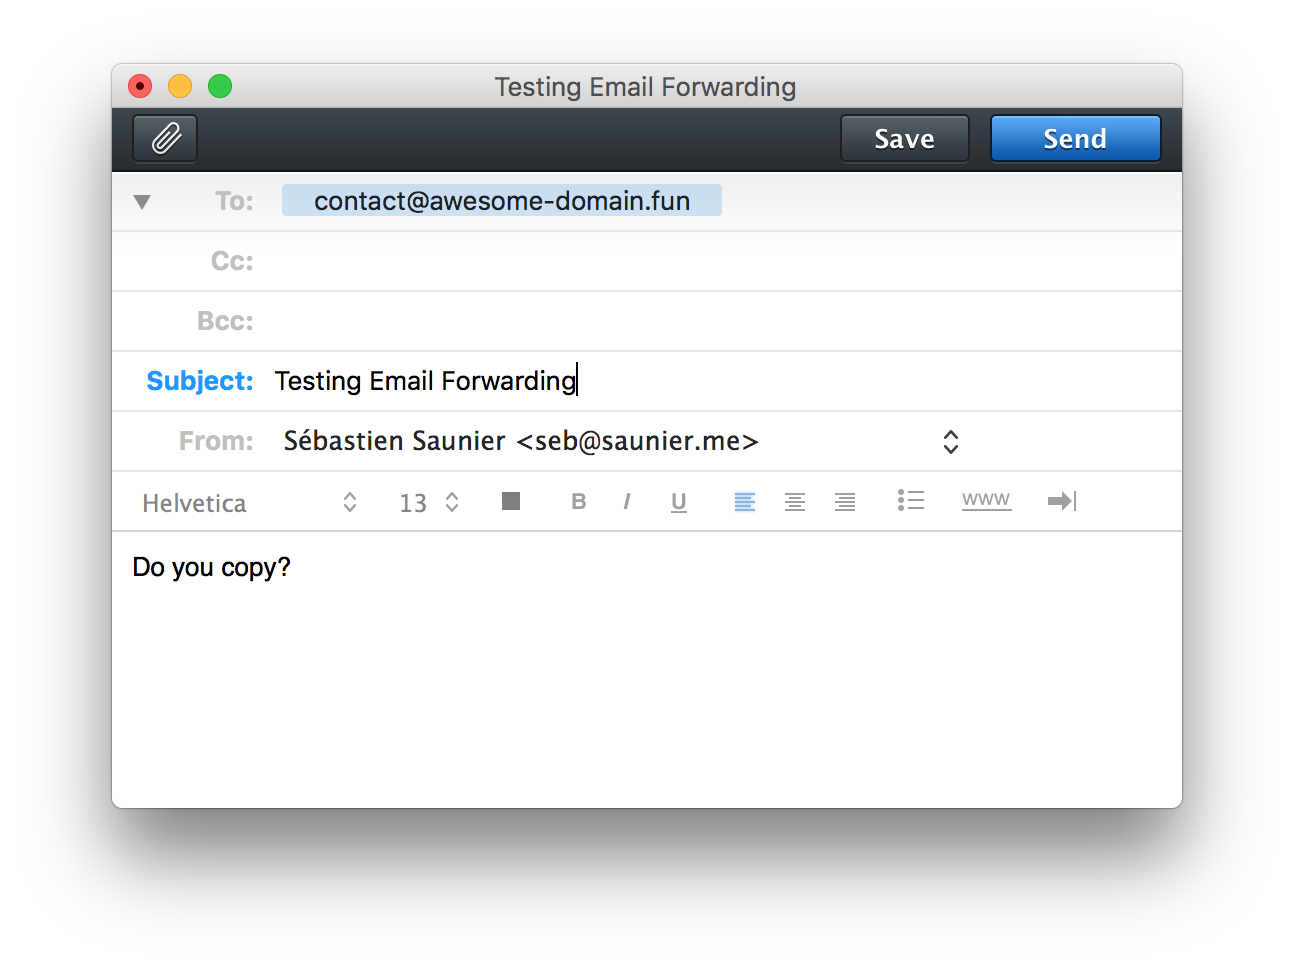 Testing Email Forwarding
Save Send
To: contact@awesome-domain.fun
Cc:
Bcc:
Subject: Testing Email Forwarding
From: Sébastien Saunier <seb@saunier.me>
Helvetica 13 B I U www
Do you copy?